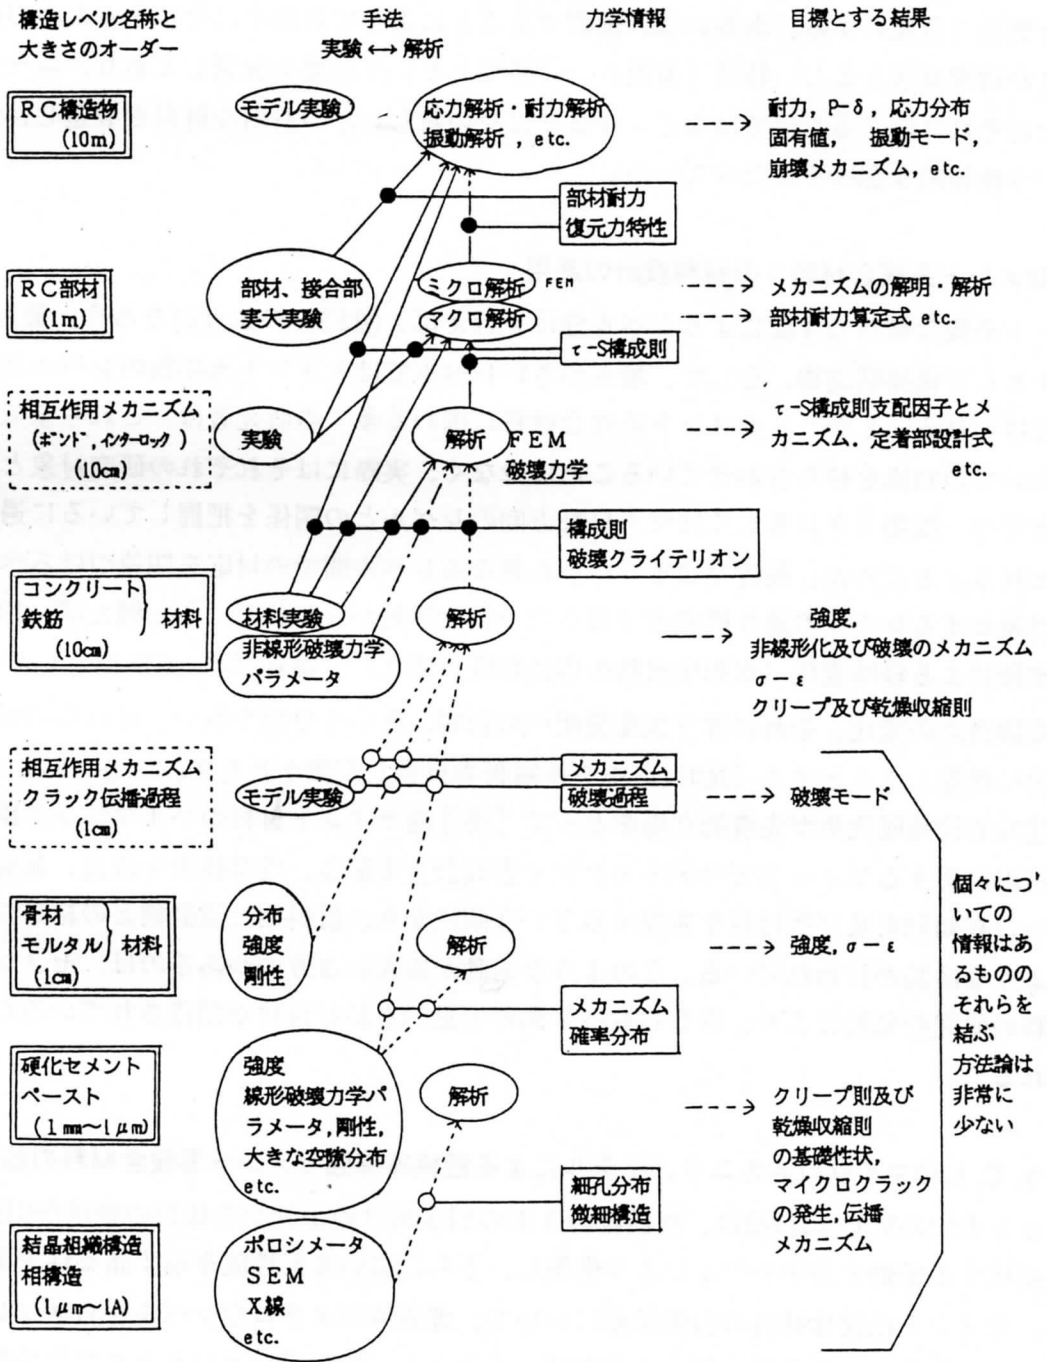 構造レベル名称と
大きさのオーダー
手法
実験 ↔ 解析
力学情報
目標とする結果
RC構造物
(10m)
モデル実験
応力解析・耐力解析
振動解析 , etc.
耐力, P-δ, 応力分布
固有値, 振動モード,
崩壊メカニズム, etc.
部材耐力
復元力特性
RC部材
(1m)
部材、接合部
実大実験
ミクロ解析
FEM
マクロ解析
メカニズムの解明・解析
部材耐力算定式 etc.
τ-S構成則
相互作用メカニズム
(ボンド, インターロック)
(10cm)
実験
解析
FEM
破壊力学
τ-S構成則支配因子とメ
カニズム、定着部設計式
etc.
構成則
破壊クライテリオン
コンクリート
鉄筋
材料
(10cm)
材料実験
非線形破壊力学
パラメータ
解析
強度,
非線形化及び破壊のメカニズム
σ-ε
クリープ及び乾燥収縮則
相互作用メカニズム
クラック伝播過程
(1cm)
モデル実験
メカニズム
破壊過程
破壊モード
骨材
モルタル
材料
(1cm)
分布
強度
剛性
解析
強度, σ-ε
メカニズム
確率分布
硬化セメント
ペースト
(1mm~1μm)
強度
線形破壊力学パ
ラメータ, 剛性,
大きな空隙分布
etc.
解析
クリープ則及び
乾燥収縮則
の基礎性状,
マイクロクラック
の発生, 伝播
メカニズム
細孔分布
微細構造
結晶組織構造
相構造
(1μm~1A)
ポロシメータ
SEM
X線
etc.
個々につ
いての
情報はあ
るものの
それらを
結ぶ
方法論は
非常に
少ない